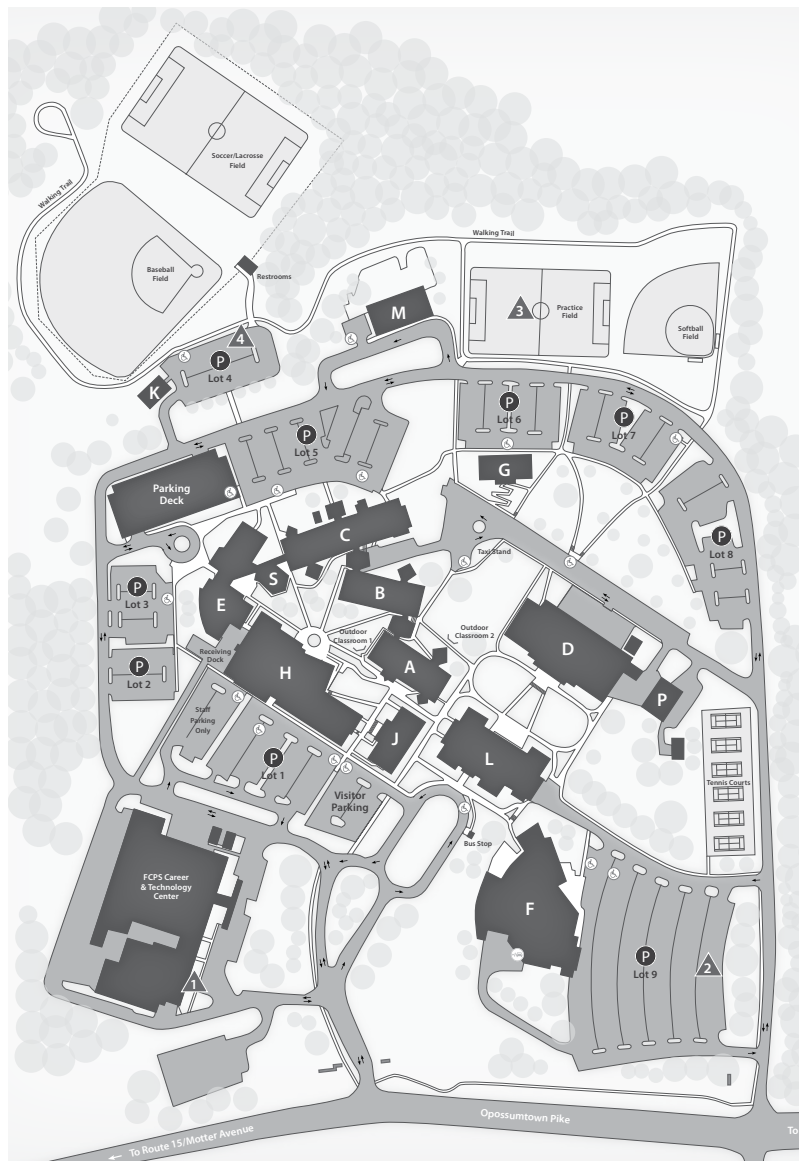 Soccer/Lacrosse
Field
Walking Trail
Walking Trail
Baseball
Field
Restrooms
M
3
Practice
Field
Softball
Field
4
P
Lot 4
K
P
Lot 5
P
Lot 6
P
Lot 7
G
Parking
Deck
P
Lot 8
C
Taxi Stand
S
B
E
P
Lot 3
Outdoor
Classroom 1
Outdoor
Classroom 2
D
Receiving
Dock
H
A
P
Lot 2
P
Staff
Parking
Only
J
L
P
Lot 1
Visitor
Parking
Tennis Courts
Bus Stop
FCPS Career
& Technology
Center
F
P
Lot 9
2
1
Opossumtown Pike
To Route 15/Motter Avenue
To